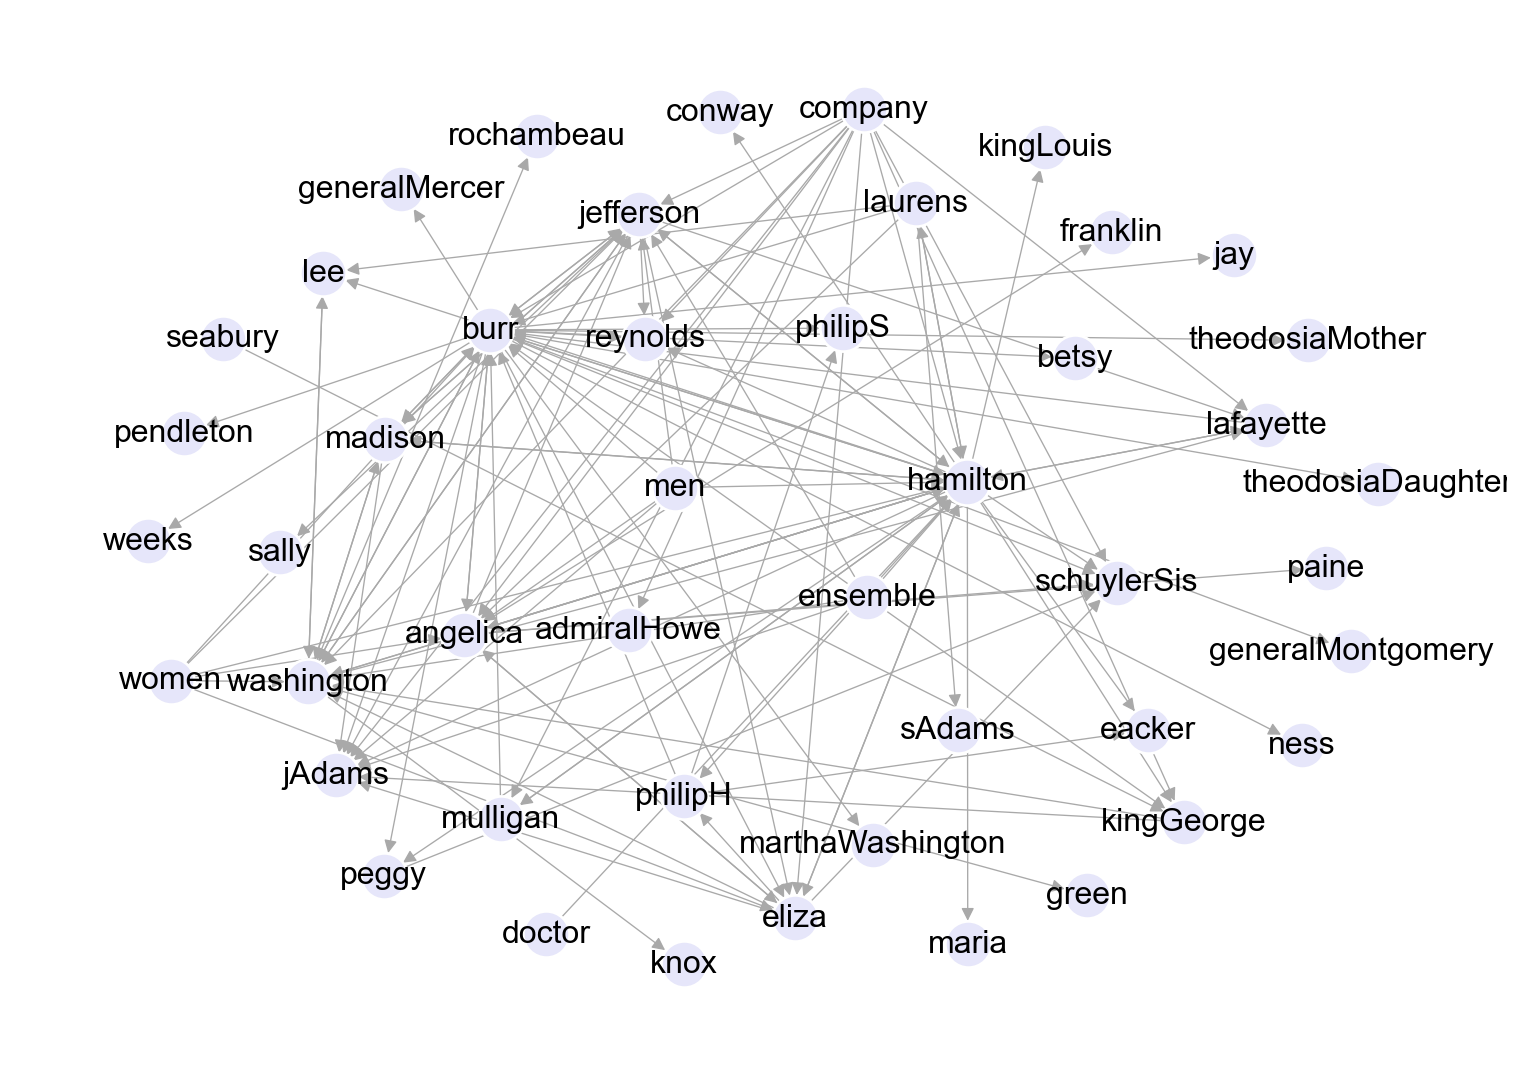 conway
company
rochambeau
kingLouis
generalMercer
jefferson
laurens
franklin
jay
lee
seabury
burr
reynolds
philipS
betsy
theodosiaMother
pendleton
madison
lafayette
men
hamilton
theodosiaDaughter
weeks
sally
schuylerSis
paine
ensemble
angelica
admiralHowe
generalMontgomery
women
washington
sAdams
eacker
ness
jAdams
philipH
mulligan
kingGeorge
marthaWashington
peggy
green
eliza
doctor
knox
maria